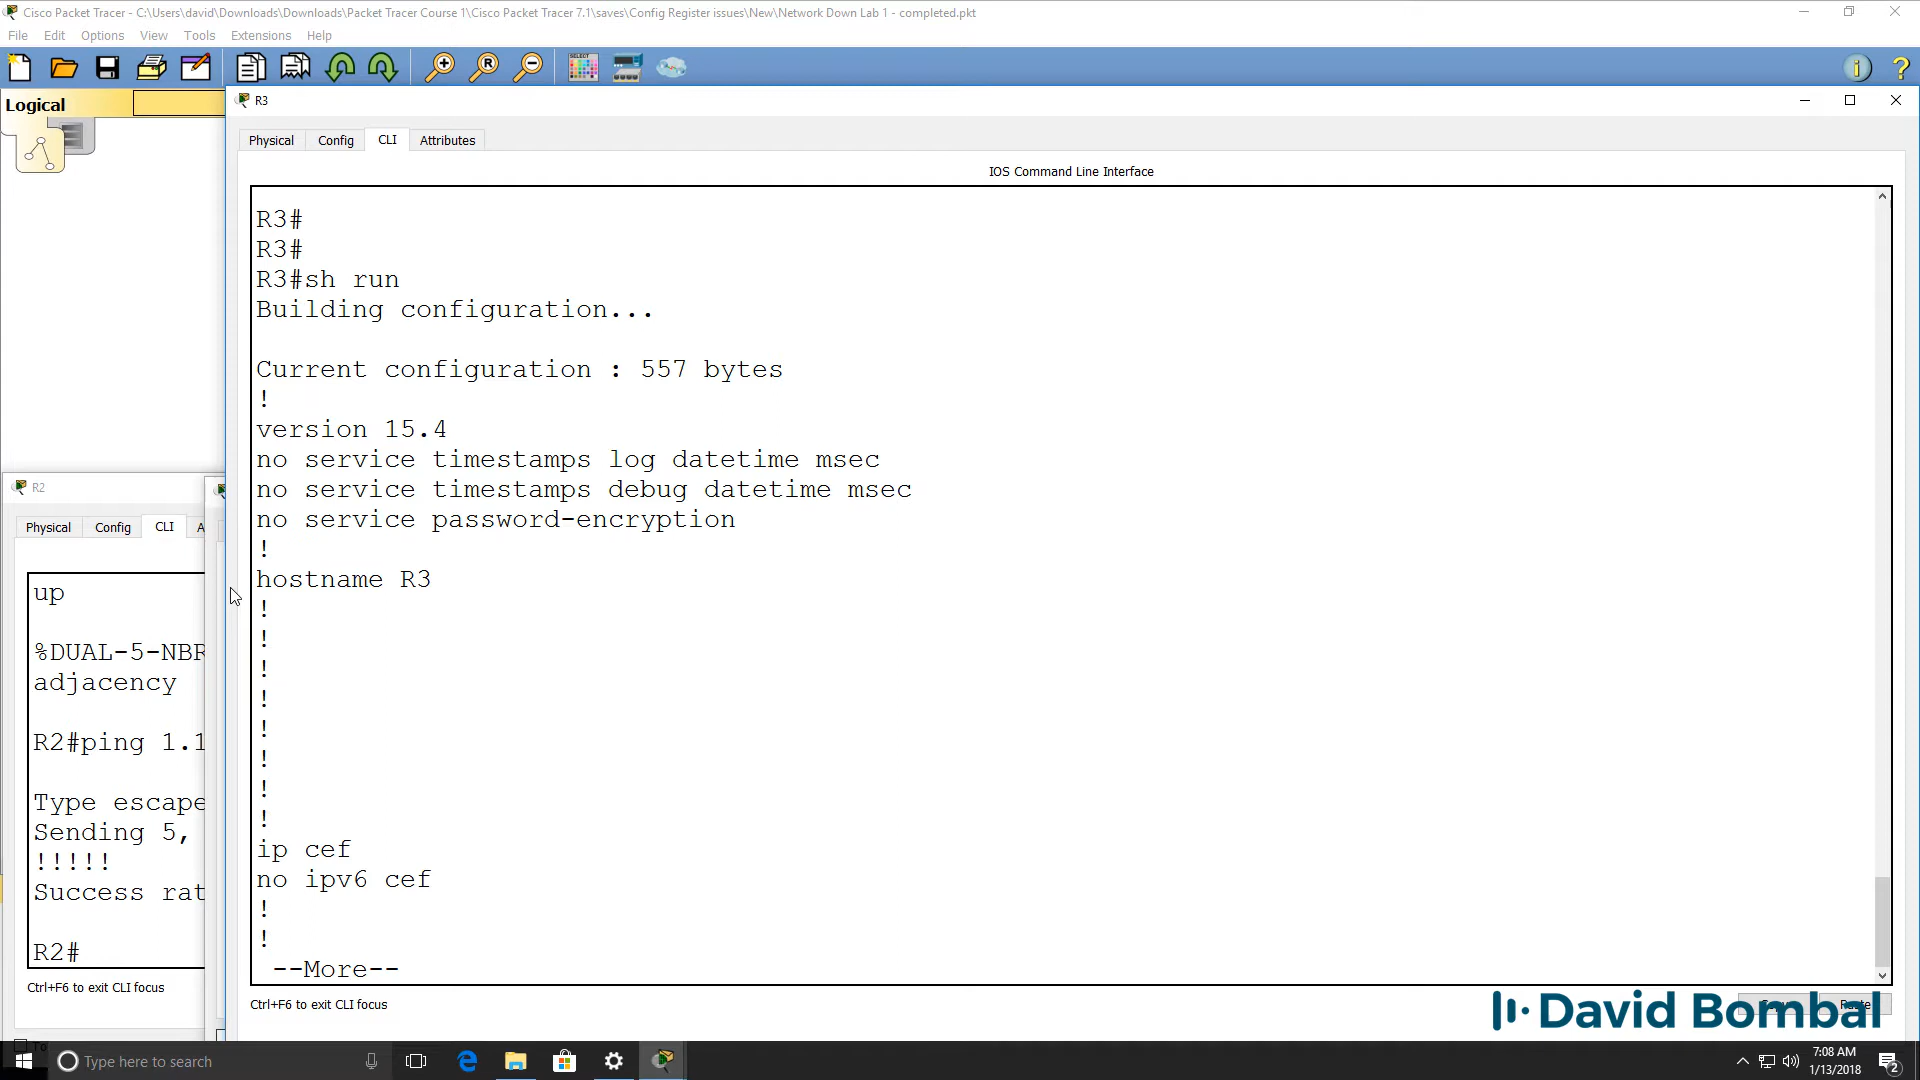 Cisco Packet Tracer - C:\Users\david\Downloads\Downloads\Packet Tracer Course 1\Cisco Packet Tracer 7.1\saves\Config Register issues\New\Network Down Lab 1 - completed.pkt
File Edit Options View Tools Extensions Help
Logical
R3
Physical Config CLI Attributes
IOS Command Line Interface
R3#
R3#
R3#sh run
Building configuration...
Current configuration : 557 bytes
!
version 15.4
no service timestamps log datetime msec
no service timestamps debug datetime msec
no service password-encryption
!
hostname R3
!
!
!
!
!
!
!
!
ip cef
no ipv6 cef
!
!
--More--
Ctrl+F6 to exit CLI focus
R2
Physical Config CLI A
up
%DUAL-5-NBR
adjacency
R2#ping 1.1
Type escape
Sending 5,
!!!!!
Success rat
R2#
Ctrl+F6 to exit CLI focus
Copy Paste
David Bombal
Type here to search
7:08 AM
1/13/2018
2